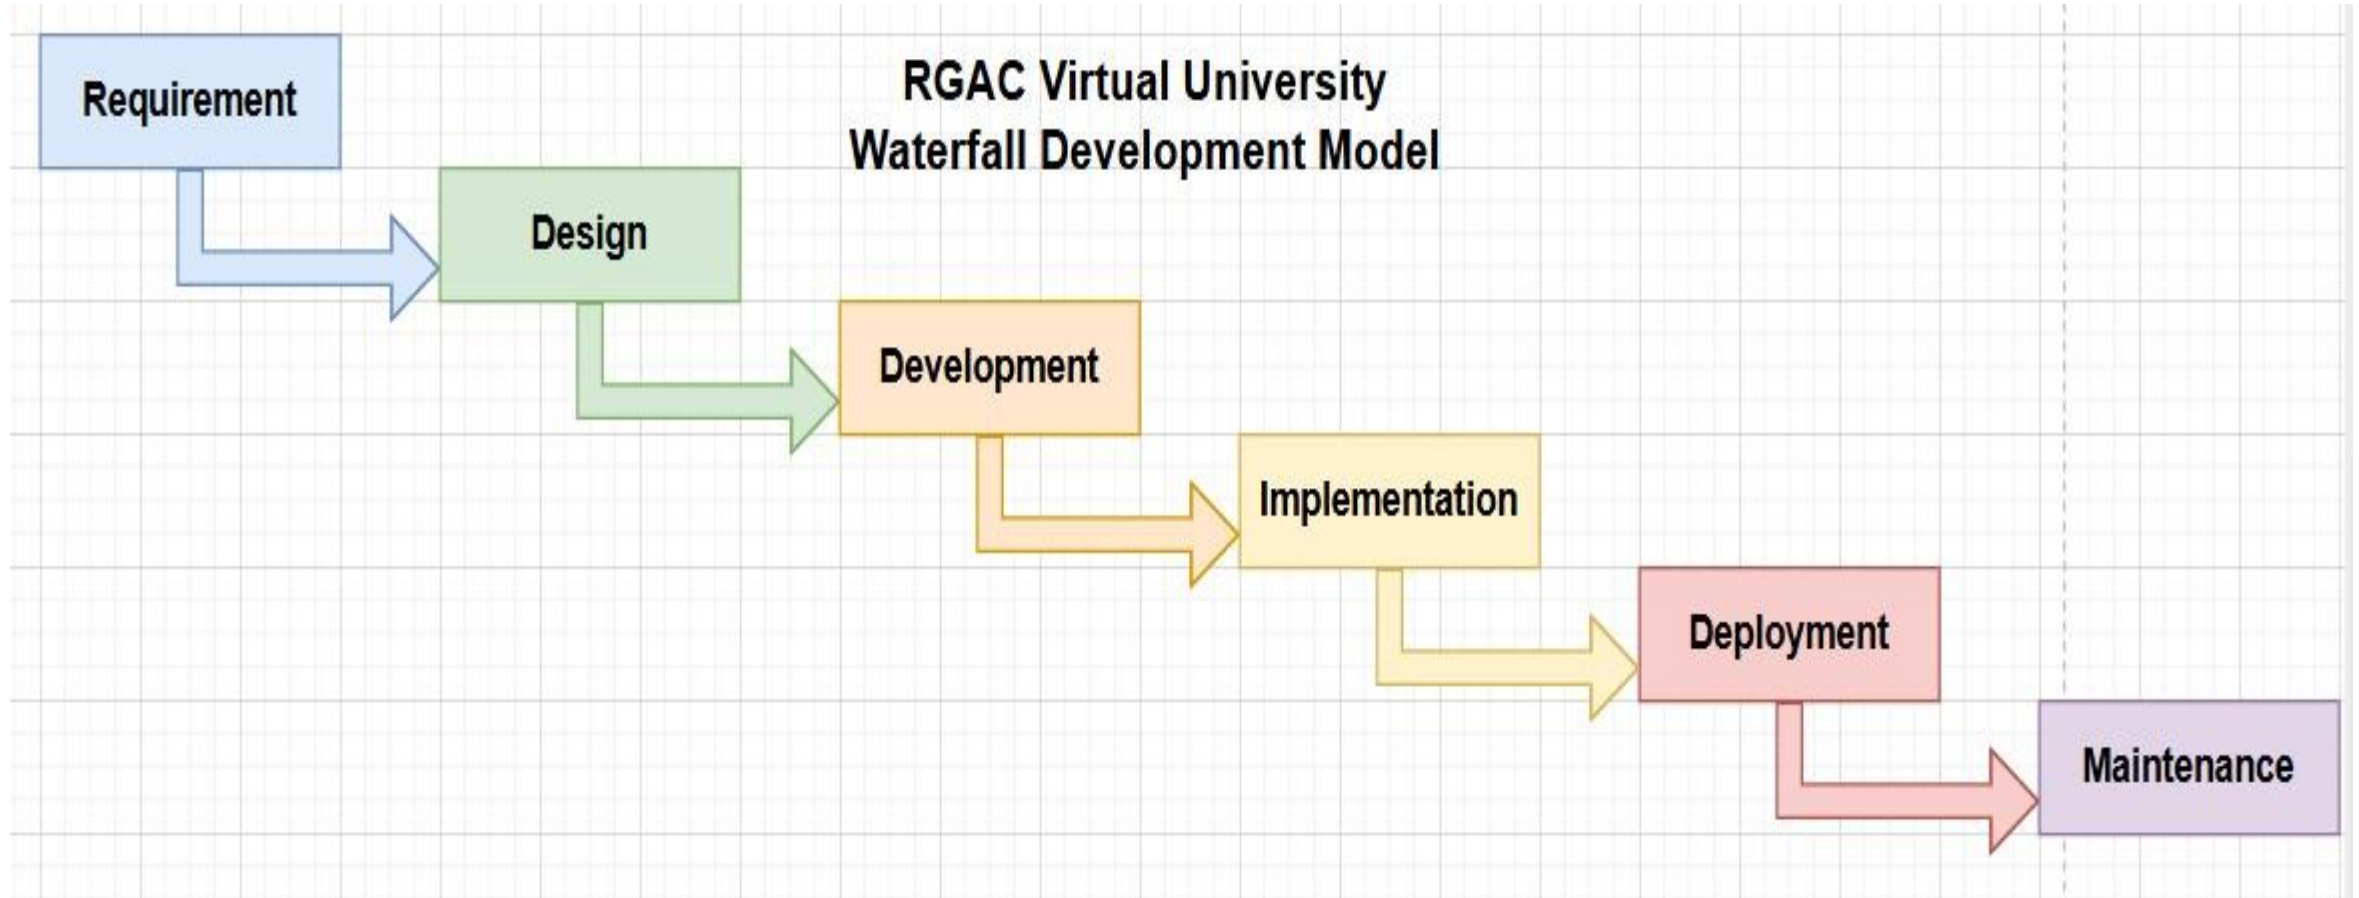 Requirement
RGAC Virtual University
Waterfall Development Model
Design
Development
Implementation
Deployment
Maintenance